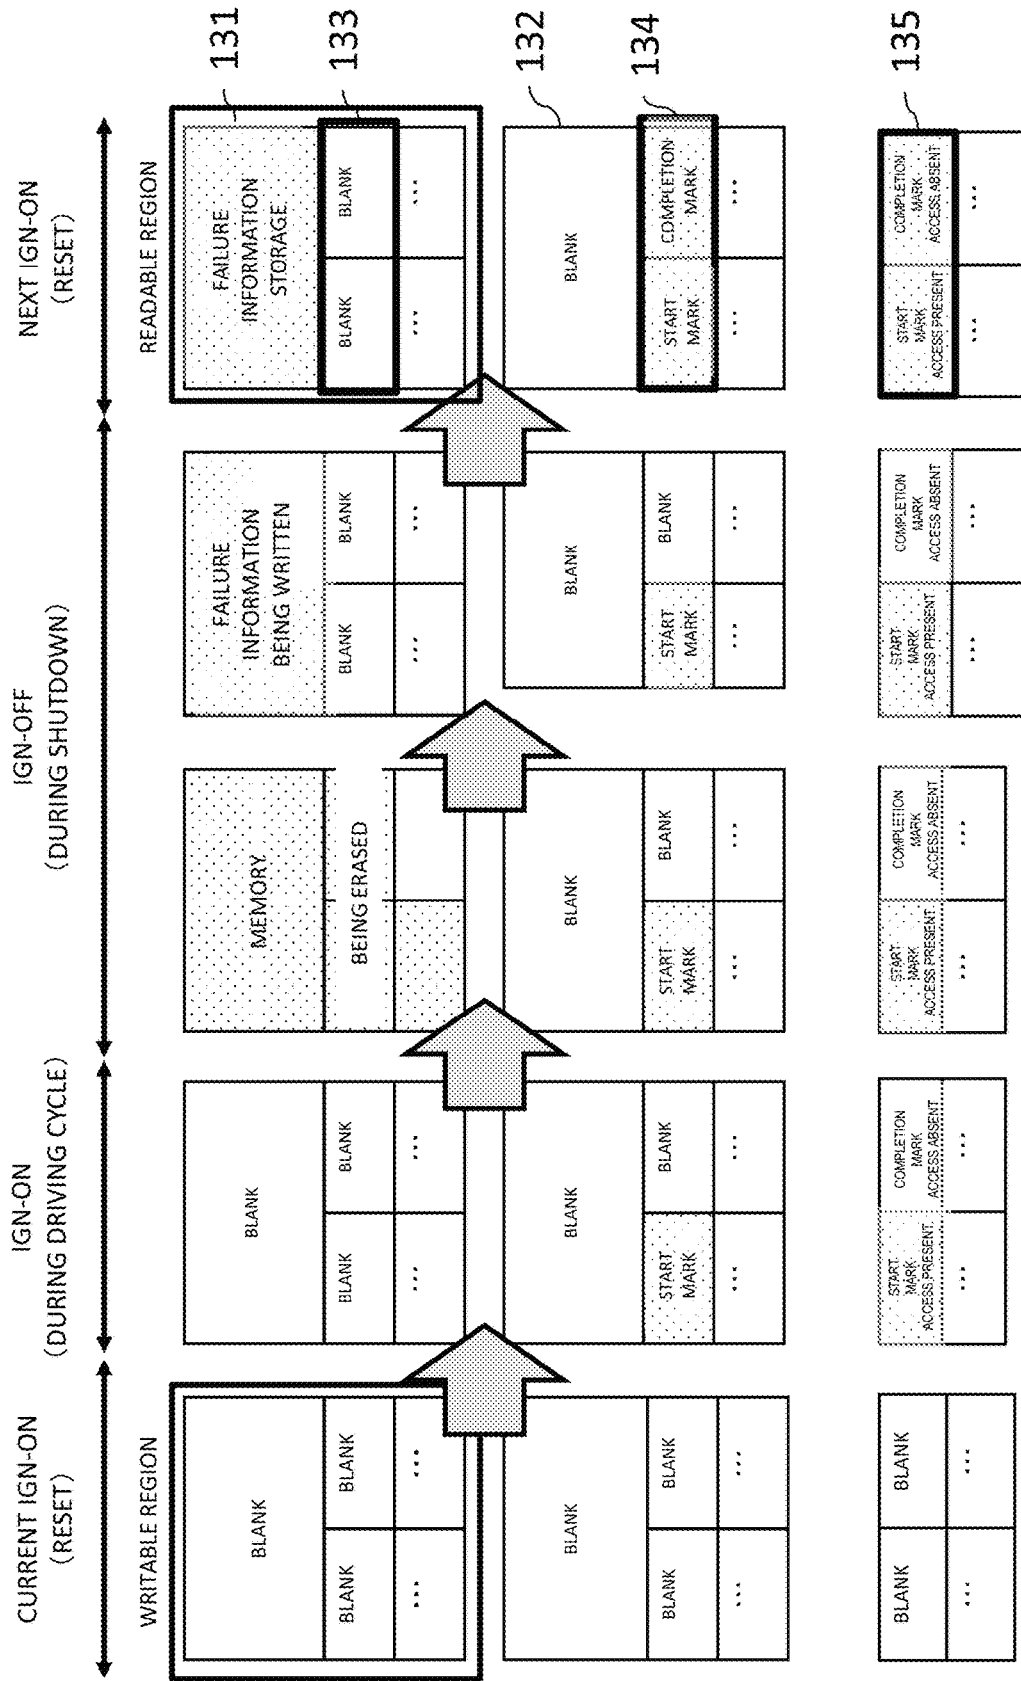 CURRENT IGN-ON
(RESET)
IGN-ON
(DURING DRIVING CYCLE)
IGN-OFF
(DURING SHUTDOWN)
NEXT IGN-ON
(RESET)
WRITABLE REGION
READABLE REGION
BLANK
BLANK
MEMORY
FAILURE
INFORMATION
BEING WRITTEN
FAILURE
INFORMATION
STORAGE
131
BLANK BLANK
BLANK BLANK
BEING ERASED
BLANK BLANK
BLANK BLANK
133
... ...
... ...
... ...
... ...
BLANK
BLANK
BLANK
BLANK
BLANK
132
BLANK BLANK
START
MARK
BLANK
START
MARK
BLANK
START
MARK
BLANK
START
MARK
COMPLETION
MARK
134
... ...
... ...
... ...
... ...
... ...
BLANK BLANK
START
MARK
ACCESS PRESENT
COMPLETION
MARK
ACCESS ABSENT
START
MARK
ACCESS PRESENT
COMPLETION
MARK
ACCESS ABSENT
START
MARK
ACCESS PRESENT
COMPLETION
MARK
ACCESS ABSENT
START
MARK
ACCESS PRESENT
COMPLETION
MARK
ACCESS ABSENT
135
... ...
... ...
... ...
... ...
... ...